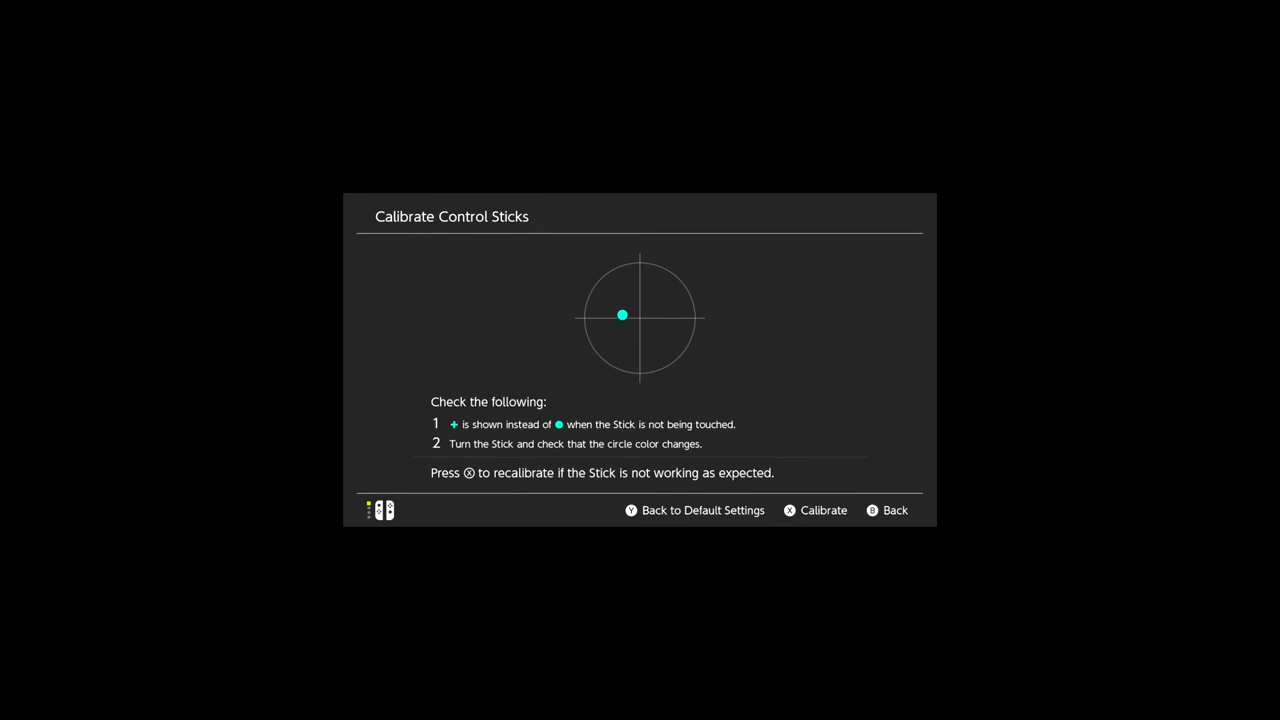 Calibrate Control Sticks
Check the following:
1 + is shown instead of ● when the Stick is not being touched.
2 Turn the Stick and check that the circle color changes.
Press Ⓧ to recalibrate if the Stick is not working as expected.
Ⓨ Back to Default Settings Ⓧ Calibrate Ⓑ Back